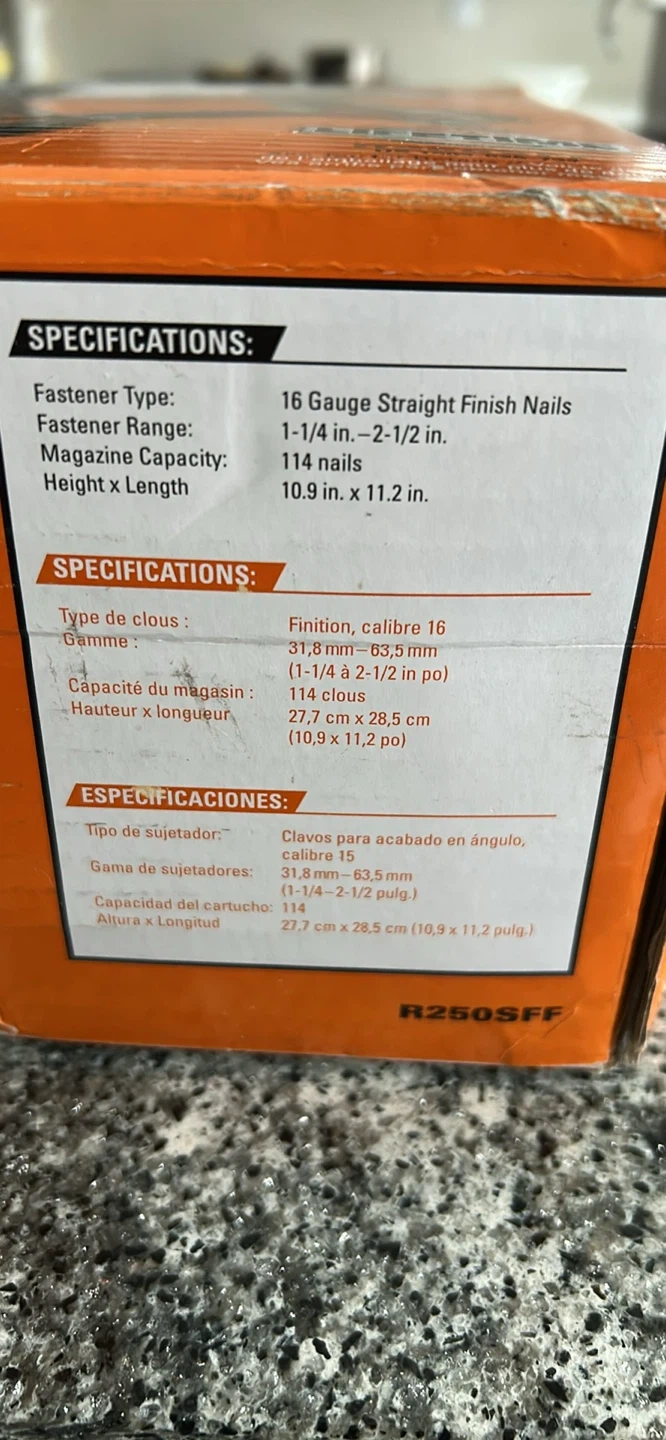 SPECIFICATIONS:
Fastener Type: 16 Gauge Straight Finish Nails
Fastener Range: 1-1/4 in.–2-1/2 in.
Magazine Capacity: 114 nails
Height x Length 10.9 in. x 11.2 in.
SPECIFICATIONS:
Type de clous : Finition, calibre 16
Gamme : 31,8 mm–63,5 mm
(1-1/4 à 2-1/2 in po)
Capacité du magasin : 114 clous
Hauteur x longueur 27,7 cm x 28,5 cm
(10,9 x 11,2 po)
ESPECIFICACIONES:
Tipo de sujetador: Clavos para acabado en ángulo,
calibre 15
Gama de sujetadores: 31,8 mm–63,5 mm
(1-1/4–2-1/2 pulg.)
Capacidad del cartucho: 114
Altura x Longitud 27,7 cm x 28,5 cm (10,9 x 11,2 pulg.)
R250SFF